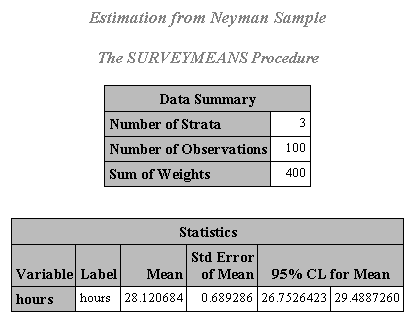 Estimation from Neyman Sample
The SURVEYMEANS Procedure
Data Summary
Number of Strata 3
Number of Observations 100
Sum of Weights 400
Statistics
Variable Label Mean Std Error of Mean 95% CL for Mean
hours hours 28.120684 0.689286 26.7526423 29.4887260